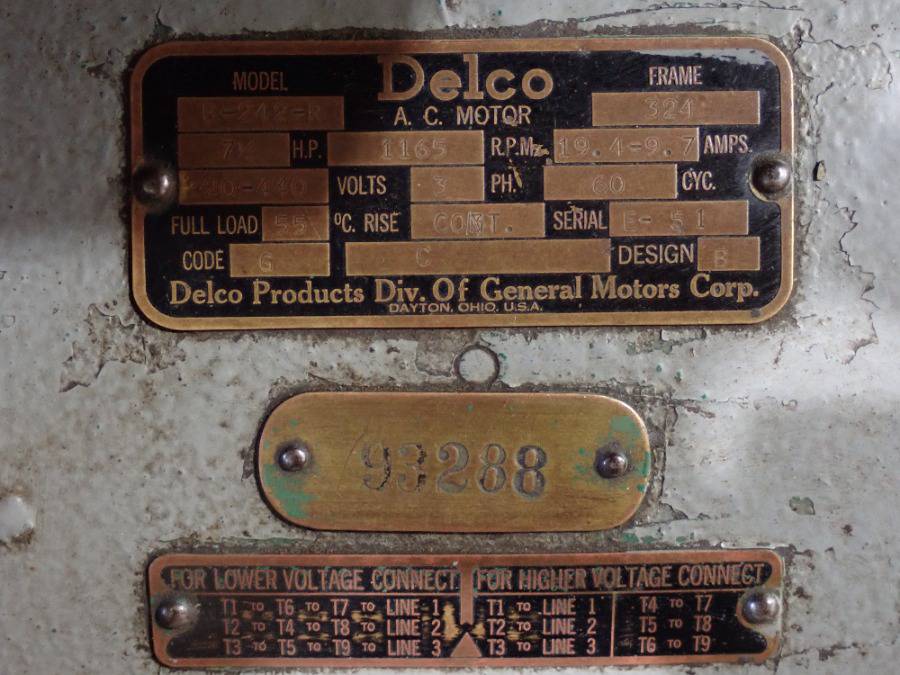 Delco
MODEL FRAME
A. C. MOTOR 324
H.P. 1165 R.P.M. 19.4-9.7 AMPS.
VOLTS 3 PH. 60 CYC.
FULL LOAD 55 °C. RISE CONT. SERIAL E-51
CODE G C DESIGN B
Delco Products Div. Of General Motors Corp.
DAYTON, OHIO, U.S.A.
93288
FOR LOWER VOLTAGE CONNECT FOR HIGHER VOLTAGE CONNECT
T1 TO T6 TO T7 TO LINE 1 T1 TO LINE 1 T4 TO T7
T2 TO T4 TO T8 TO LINE 2 T2 TO LINE 2 T5 TO T8
T3 TO T5 TO T9 TO LINE 3 T3 TO LINE 3 T6 TO T9